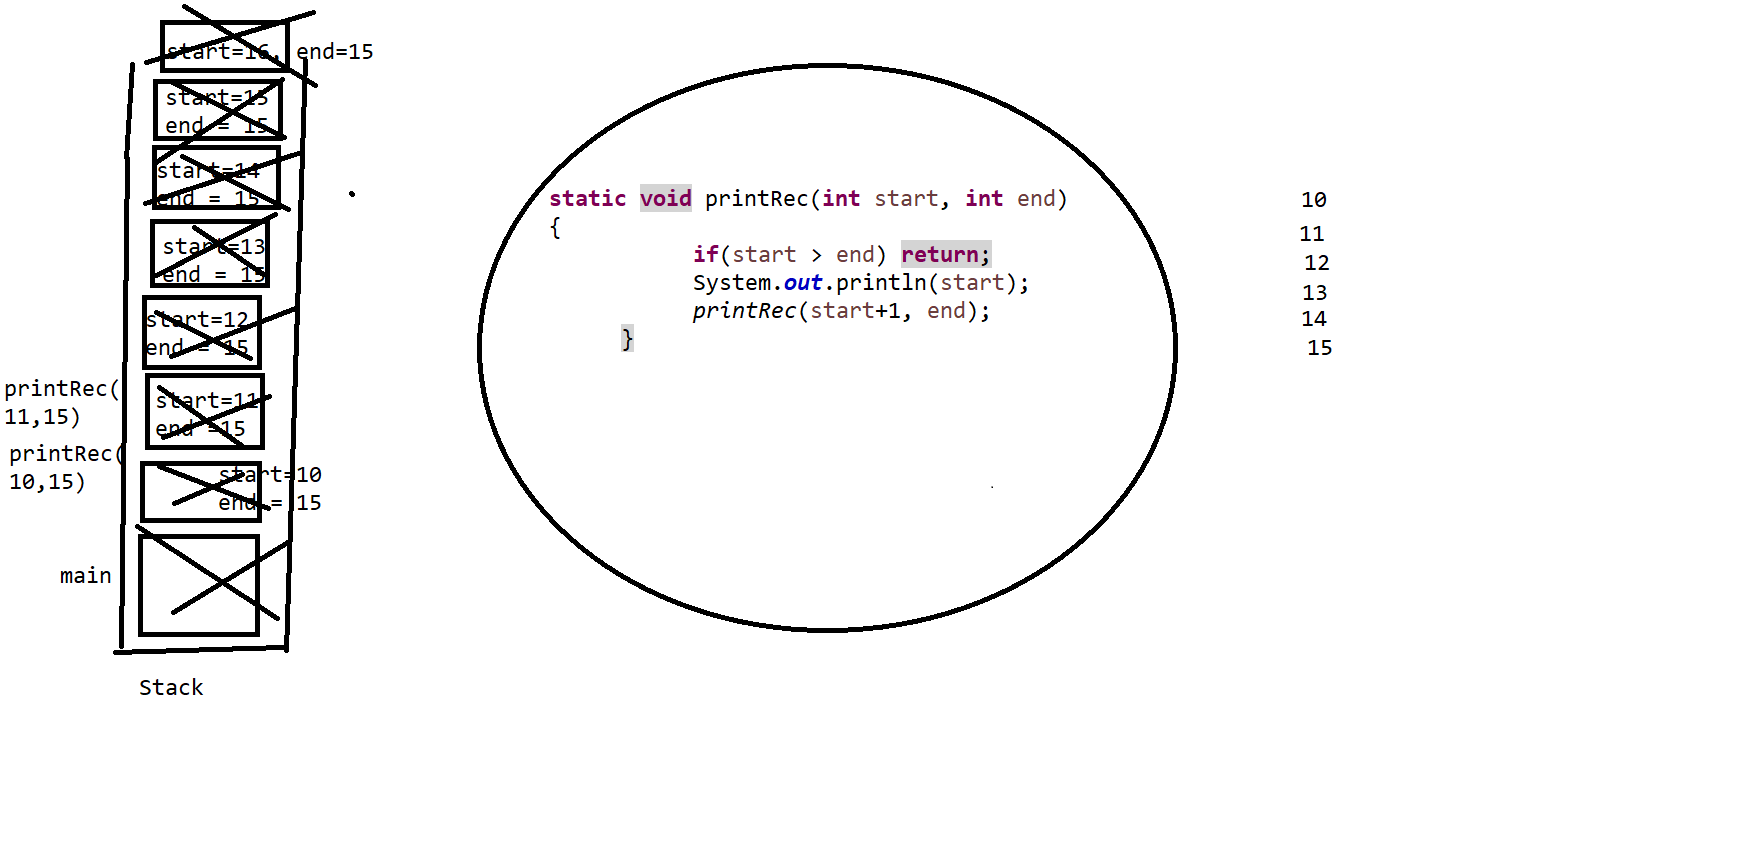 start=16, end=15
start=15
end = 15
start=14
end = 15
start=13
end = 15
start=12
end = 15
printRec(
11,15)
start=11
end =15
printRec(
10,15)
start=10
end = 15
main
Stack
static void printRec(int start, int end)
{
if(start > end) return;
System.out.println(start);
printRec(start+1, end);
}
10
11
12
13
14
15